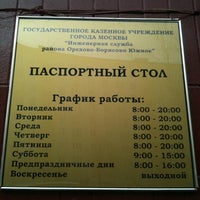 ГОСУДАРСТВЕННОЕ КАЗЕННОЕ УЧРЕЖДЕНИЕ
ГОРОДА МОСКВЫ
"Инженерная служба
района Орехово-Борисово Южное"
ПАСПОРТНЫЙ СТОЛ
График работы:
Понедельник 8:00 - 20:00
Вторник 8:00 - 20:00
Среда 8:00 - 20:00
Четверг 8:00 - 20:00
Пятница 8:00 - 20:00
Суббота 9:00 - 15:00
Предпраздничные дни 8:00 - 16:00
Воскресенье выходной